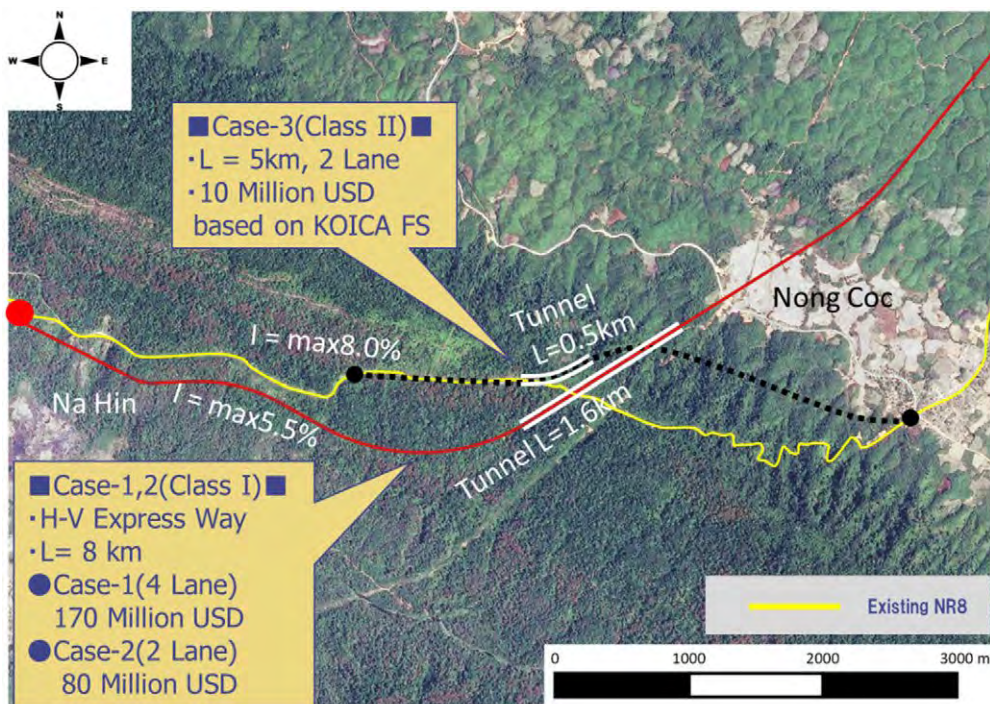 N
W
E
S
■Case-3(Class II)■
・L = 5km, 2 Lane
・10 Million USD
based on KOICA FS
Tunnel
L=0.5km
Nong Coc
I = max8.0%
Na Hin
I = max5.5%
Tunnel L=1.6km
■Case-1,2(Class I)■
・H-V Express Way
・L= 8 km
●Case-1(4 Lane)
170 Million USD
●Case-2(2 Lane)
80 Million USD
Existing NR8
0 1000 2000 3000 m